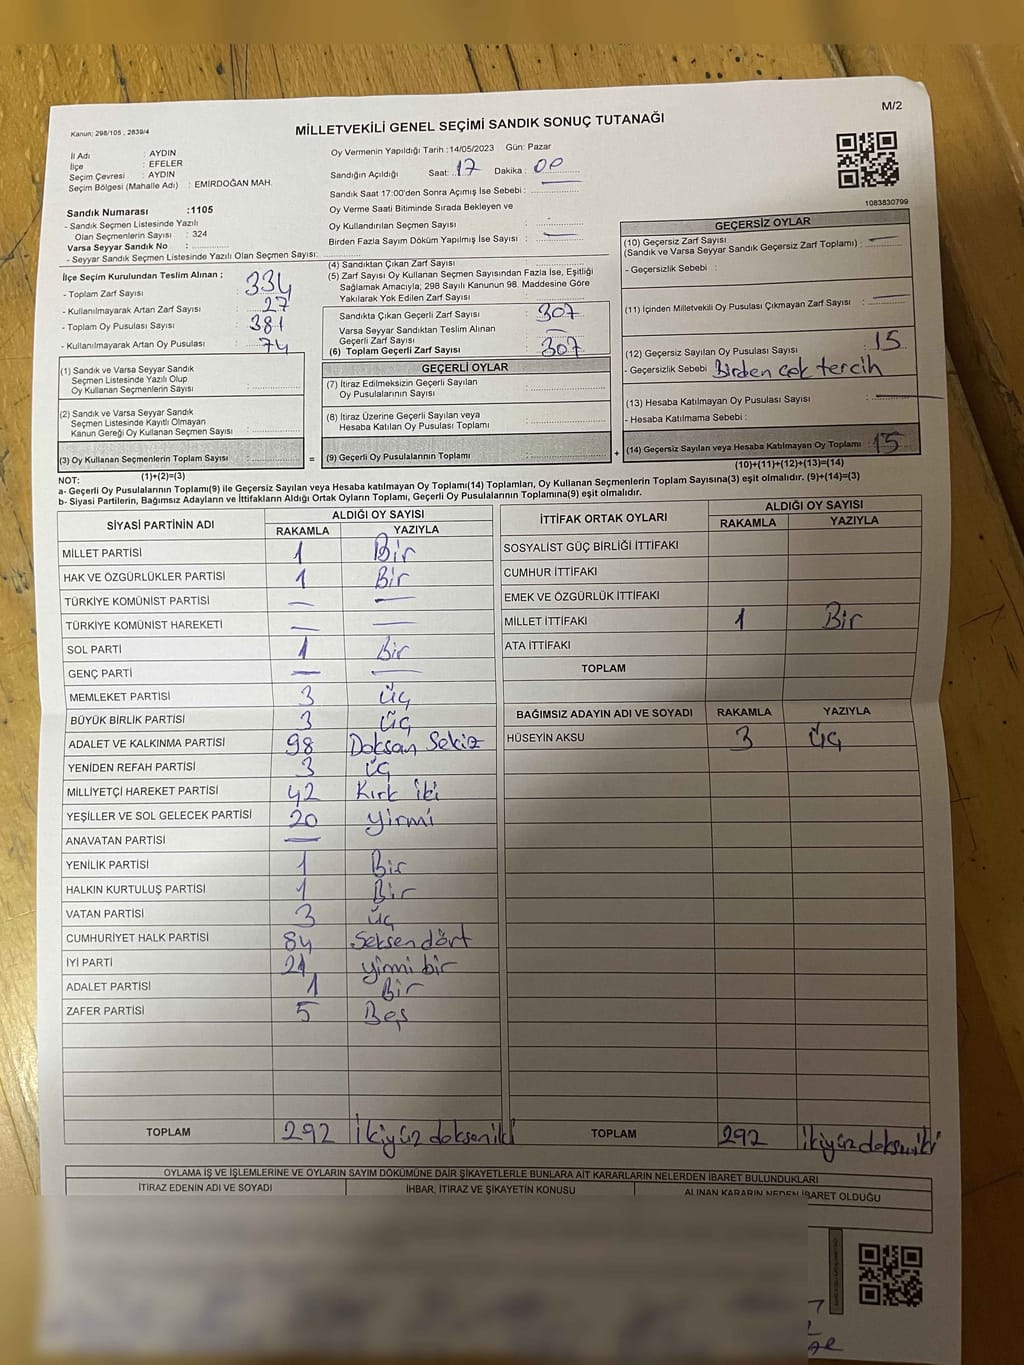 M/2
Kanun; 298/105 , 2839/4
MİLLETVEKİLİ GENEL SEÇİMİ SANDIK SONUÇ TUTANAĞI
İl Adı : AYDIN
İlçe : EFELER
Seçim Çevresi : AYDIN
Seçim Bölgesi (Mahalle Adı) : EMİRDOĞAN MAH.
Sandık Numarası :1105
- Sandık Seçmen Listesinde Yazılı
Olan Seçmenlerin Sayısı : 324
Varsa Seyyar Sandık No :
- Seyyar Sandık Seçmen Listesinde Yazılı Olan Seçmen Sayısı:
Oy Vermenin Yapıldığı Tarih :14/05/2023 Gün: Pazar
Sandığın Açıldığı Saat: 17 Dakika : 00
Sandık Saat 17:00'den Sonra Açımış İse Sebebi :
Oy Verme Saati Bitiminde Sırada Bekleyen ve
Oy Kullandırılan Seçmen Sayısı :
Birden Fazla Sayım Döküm Yapılmış İse Sayısı : —
1083830799
İlçe Seçim Kurulundan Teslim Alınan ;
- Toplam Zarf Sayısı : 334
- Kullanılmayarak Artan Zarf Sayısı : 27
- Toplam Oy Pusulası Sayısı : 381
- Kullanılmayarak Artan Oy Pusulası : 74
(1) Sandık ve Varsa Seyyar Sandık
Seçmen Listesinde Yazılı Olup
Oy Kullanan Seçmenlerin Sayısı :
(2) Sandık ve Varsa Seyyar Sandık
Seçmen Listesinde Kayıtlı Olmayan
Kanun Gereği Oy Kullanan Seçmen Sayısı :
(3) Oy Kullanan Seçmenlerin Toplam Sayısı :
(1)+(2)=(3)
(4) Sandıktan Çıkan Zarf Sayısı :
(5) Zarf Sayısı Oy Kullanan Seçmen Sayısından Fazla İse, Eşitliği
Sağlamak Amacıyla; 298 Sayılı Kanunun 98. Maddesine Göre
Yakılarak Yok Edilen Zarf Sayısı :
Sandıkta Çıkan Geçerli Zarf Sayısı : 307
Varsa Seyyar Sandıktan Teslim Alınan
Geçerli Zarf Sayısı : —
(6) Toplam Geçerli Zarf Sayısı : 307
GEÇERLİ OYLAR
(7) İtiraz Edilmeksizin Geçerli Sayılan
Oy Pusulalarının Sayısı :
(8) İtiraz Üzerine Geçerli Sayılan veya
Hesaba Katılan Oy Pusulası Toplamı :
= (9) Geçerli Oy Pusulalarının Toplamı : +
GEÇERSİZ OYLAR
(10) Geçersiz Zarf Sayısı
(Sandık ve Varsa Seyyar Sandık Geçersiz Zarf Toplamı) : —
- Geçersizlik Sebebi :
(11) İçinden Milletvekili Oy Pusulası Çıkmayan Zarf Sayısı : —
(12) Geçersiz Sayılan Oy Pusulası Sayısı : 15
- Geçersizlik Sebebi : Birden çok tercih
(13) Hesaba Katılmayan Oy Pusulası Sayısı : —
- Hesaba Katılmama Sebebi :
(14) Geçersiz Sayılan veya Hesaba Katılmayan Oy Toplamı : 15
(10)+(11)+(12)+(13)=(14)
NOT:
a- Geçerli Oy Pusulalarının Toplamı(9) ile Geçersiz Sayılan veya Hesaba katılmayan Oy Toplamı(14) Toplamları, Oy Kullanan Seçmenlerin Toplam Sayısına(3) eşit olmalıdır. (9)+(14)=(3)
b- Siyasi Partilerin, Bağımsız Adayların ve İttifakların Aldığı Ortak Oyların Toplamı, Geçerli Oy Pusulalarının Toplamına(9) eşit olmalıdır.
SİYASİ PARTİNİN ADI ALDIĞI OY SAYISI
RAKAMLA YAZIYLA
MİLLET PARTİSİ 1 Bir
HAK VE ÖZGÜRLÜKLER PARTİSİ 1 Bir
TÜRKİYE KOMÜNİST PARTİSİ — —
TÜRKİYE KOMÜNİST HAREKETİ — —
SOL PARTİ 1 Bir
GENÇ PARTİ — —
MEMLEKET PARTİSİ 3 üç
BÜYÜK BİRLİK PARTİSİ 3 üç
ADALET VE KALKINMA PARTİSİ 98 Doksan Sekiz
YENİDEN REFAH PARTİSİ 3 üç
MİLLİYETÇİ HAREKET PARTİSİ 42 Kırk iki
YEŞİLLER VE SOL GELECEK PARTİSİ 20 yirmi
ANAVATAN PARTİSİ —
YENİLİK PARTİSİ 1 Bir
HALKIN KURTULUŞ PARTİSİ 1 Bir
VATAN PARTİSİ 3 üç
CUMHURİYET HALK PARTİSİ 84 Seksen dört
İYİ PARTİ 21 yirmi bir
ADALET PARTİSİ 1 Bir
ZAFER PARTİSİ 5 Beş
TOPLAM 292 ikiyüz doksan iki
İTTİFAK ORTAK OYLARI ALDIĞI OY SAYISI
RAKAMLA YAZIYLA
SOSYALİST GÜÇ BİRLİĞİ İTTİFAKI
CUMHUR İTTİFAKI
EMEK VE ÖZGÜRLÜK İTTİFAKI
MİLLET İTTİFAKI 1 Bir
ATA İTTİFAKI
TOPLAM
BAĞIMSIZ ADAYIN ADI VE SOYADI RAKAMLA YAZIYLA
HÜSEYİN AKSU 3 üç
TOPLAM 292 ikiyüz doksan iki
OYLAMA İŞ VE İŞLEMLERİNE VE OYLARIN SAYIM DÖKÜMÜNE DAİR ŞİKAYETLERLE BUNLARA AİT KARARLARIN NELERDEN İBARET BULUNDUKLARI
İTİRAZ EDENİN ADI VE SOYADI İHBAR, İTİRAZ VE ŞİKAYETİN KONUSU ALINAN KARARIN NEDEN İBARET OLDUĞU